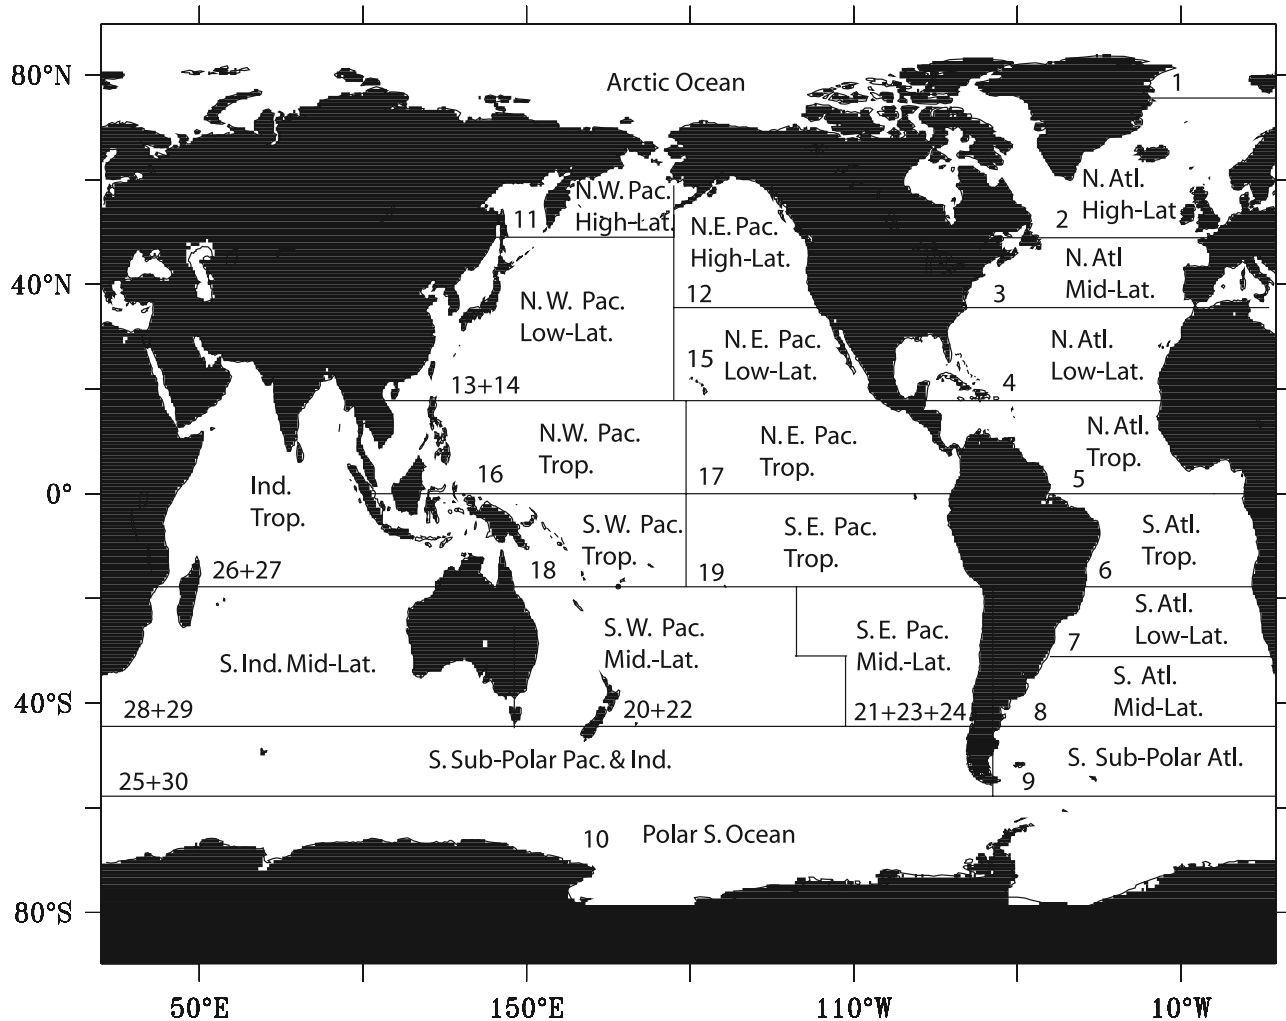 80°N
Arctic Ocean
1
N.W. Pac.
High-Lat.
11
N. Atl.
High-Lat
2
N.E. Pac.
High-Lat.
12
N. Atl
Mid-Lat.
3
40°N
N.W. Pac.
Low-Lat.
13+14
15
N.E. Pac.
Low-Lat.
N. Atl.
Low-Lat.
4
N.W. Pac.
Trop.
16
N.E. Pac.
Trop.
17
N. Atl.
Trop.
5
0°
Ind.
Trop.
26+27
S.W. Pac.
Trop.
18
S.E. Pac.
Trop.
19
S. Atl.
Trop.
6
S. Atl.
Low-Lat.
7
S. Ind. Mid-Lat.
28+29
S.W. Pac.
Mid.-Lat.
20+22
S.E. Pac.
Mid.-Lat.
21+23+24
S. Atl.
Mid-Lat.
8
40°S
S. Sub-Polar Pac. & Ind.
25+30
S. Sub-Polar Atl.
9
10
Polar S. Ocean
80°S
50°E
150°E
110°W
10°W